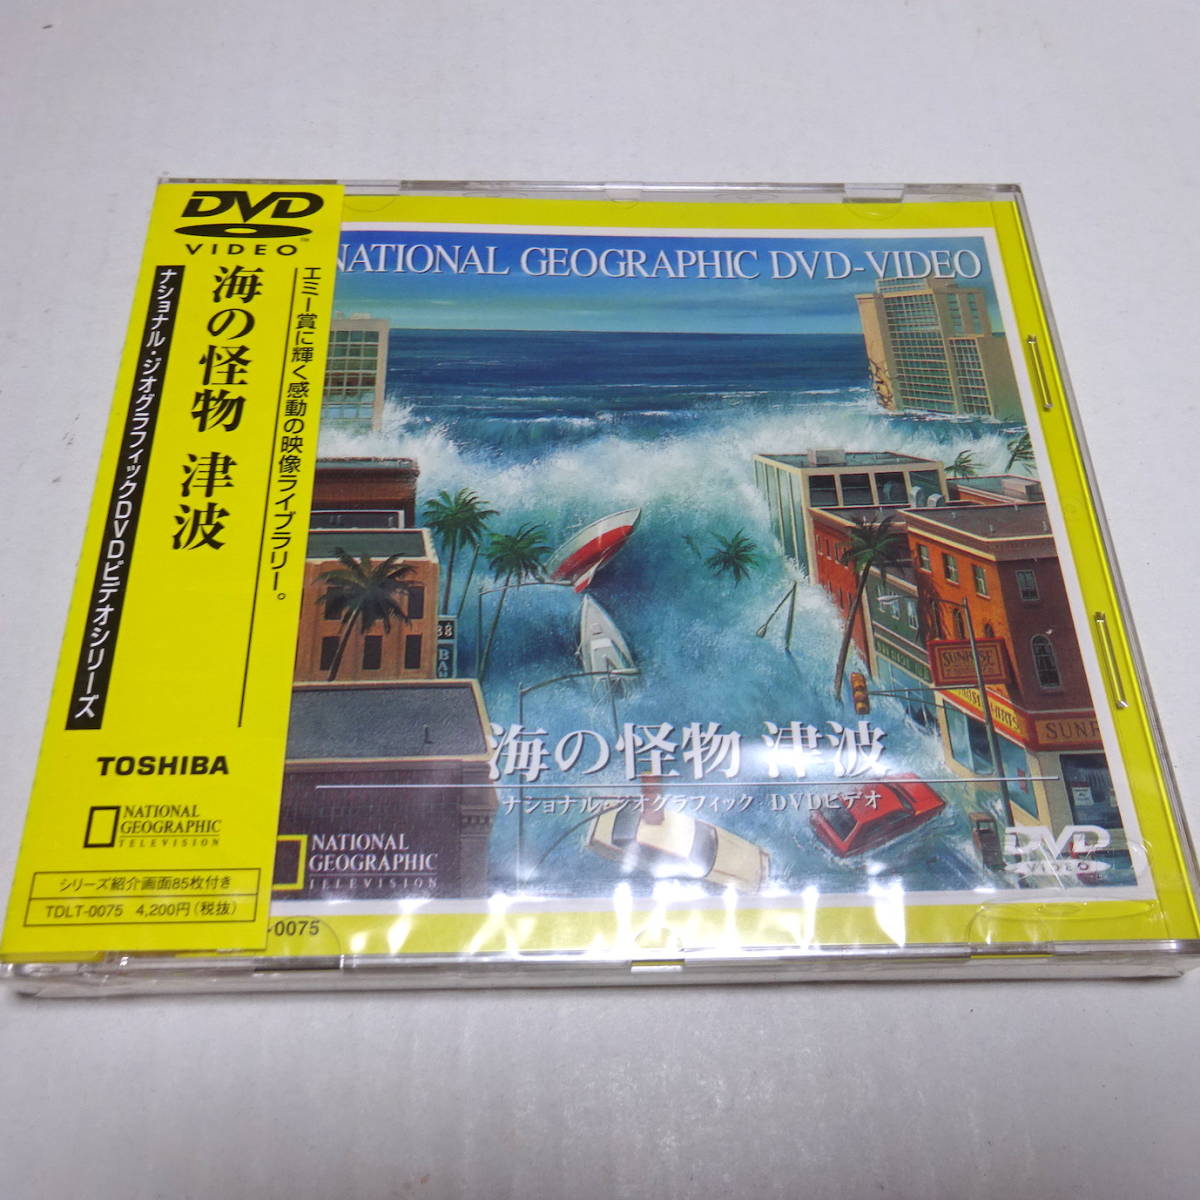 DVD
VIDEO™
海の怪物 津波
ナショナル・ジオグラフィックDVDビデオシリーズ
エミー賞に輝く感動の映像ライブラリー。
TOSHIBA
NATIONAL
GEOGRAPHIC
TELEVISION
シリーズ紹介画面85枚付き
TDLT-0075 4,200円(税抜)
NATIONAL GEOGRAPHIC DVD-VIDEO
38
BAN
SUNRISE
SUNR
海の怪物 津波
ナショナル・ジオグラフィック DVDビデオ
NATIONAL
GEOGRAPHIC
TELEVISION
DVD
VIDEO
-0075